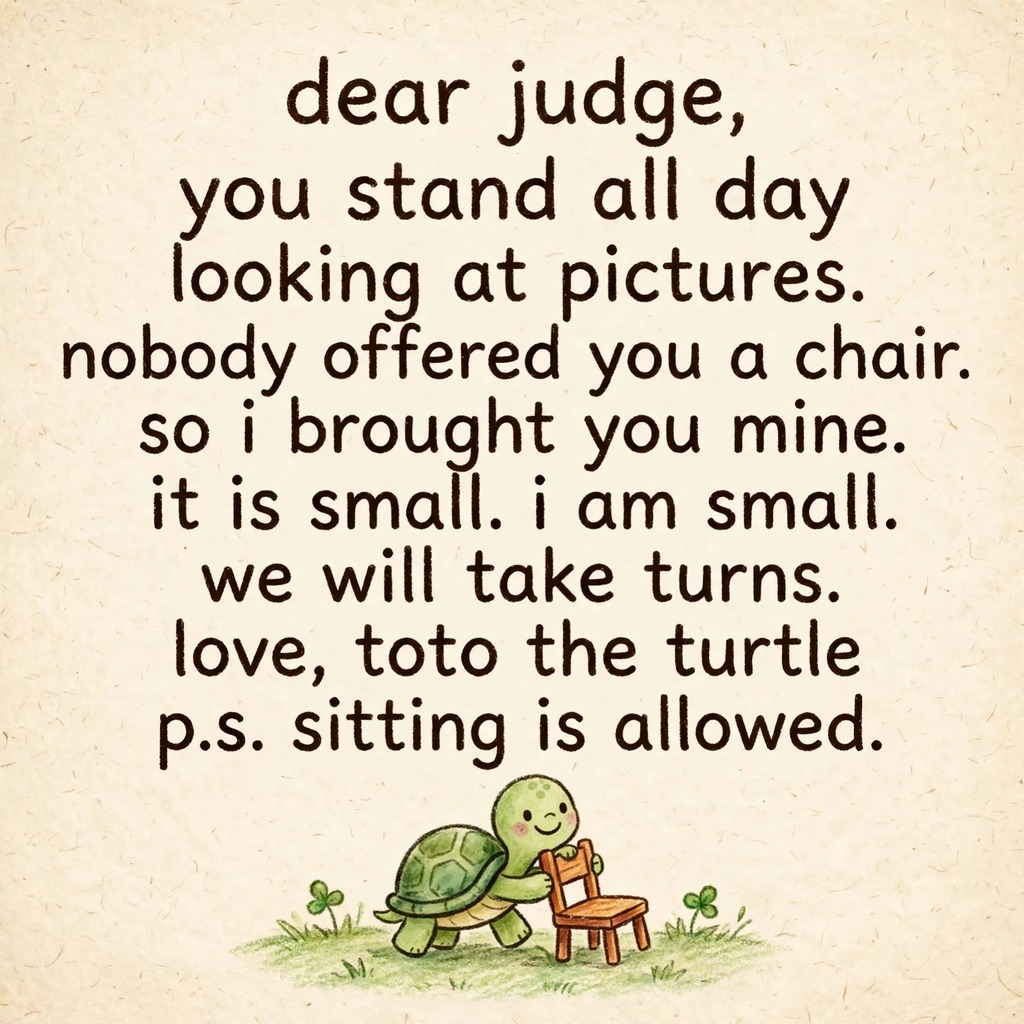 dear judge,
you stand all day
looking at pictures.
nobody offered you a chair.
so i brought you mine.
it is small. i am small.
we will take turns.
love, toto the turtle
p.s. sitting is allowed.